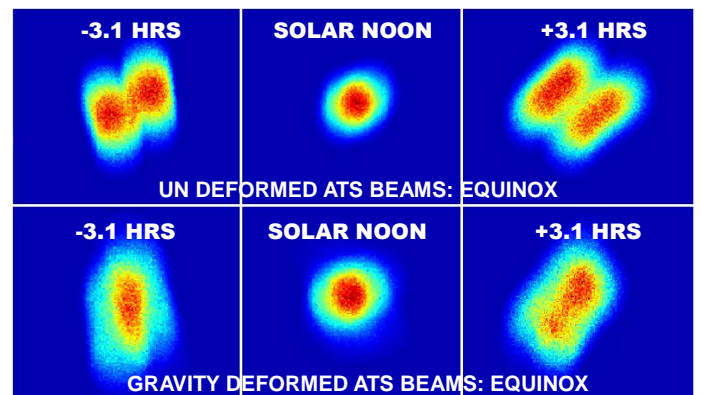 -3.1 HRS
SOLAR NOON
+3.1 HRS
UN DEFORMED ATS BEAMS: EQUINOX
-3.1 HRS
SOLAR NOON
+3.1 HRS
GRAVITY DEFORMED ATS BEAMS: EQUINOX